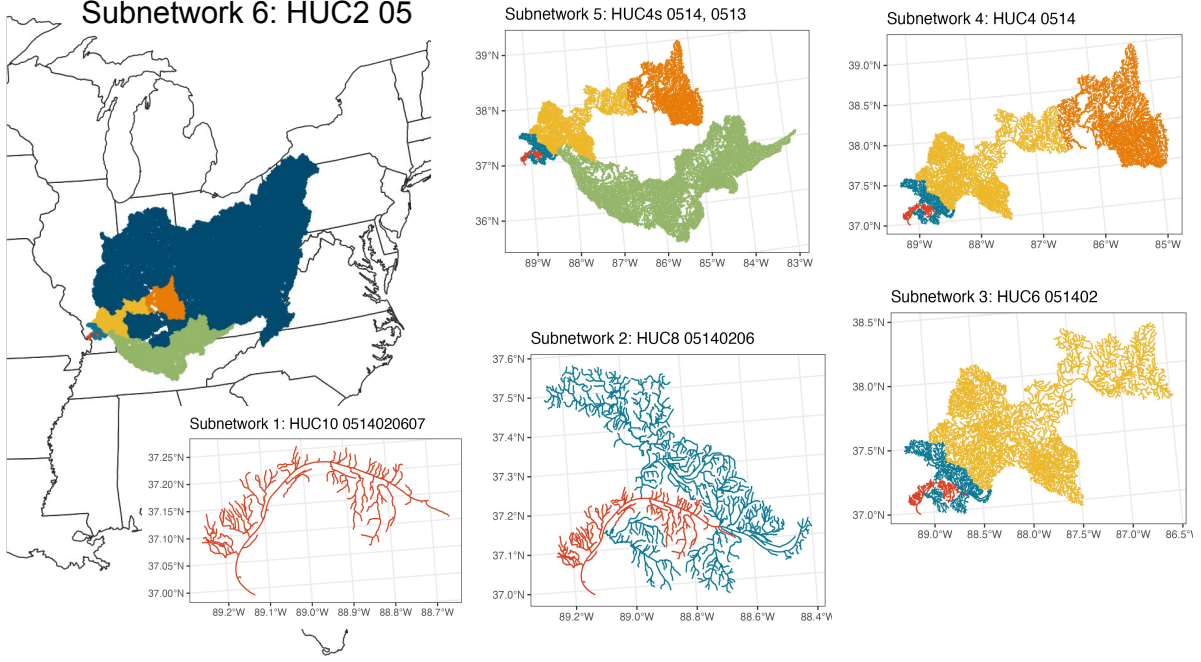 Subnetwork 6: HUC2 05
Subnetwork 5: HUC4s 0514, 0513
39°N
38°N
37°N
36°N
89°W 88°W 87°W 86°W 85°W 84°W 83°W
Subnetwork 4: HUC4 0514
39.0°N
38.5°N
38.0°N
37.5°N
37.0°N
89°W 88°W 87°W 86°W 85°W
Subnetwork 1: HUC10 0514020607
37.25°N
37.20°N
37.15°N
37.10°N
37.05°N
37.00°N
89.2°W 89.1°W 89.0°W 88.9°W 88.8°W 88.7°W
Subnetwork 2: HUC8 05140206
37.6°N
37.5°N
37.4°N
37.3°N
37.2°N
37.1°N
37.0°N
89.2°W 89.0°W 88.8°W 88.6°W 88.4°W
Subnetwork 3: HUC6 051402
38.5°N
38.0°N
37.5°N
37.0°N
89.0°W 88.5°W 88.0°W 87.5°W 87.0°W 86.5°W